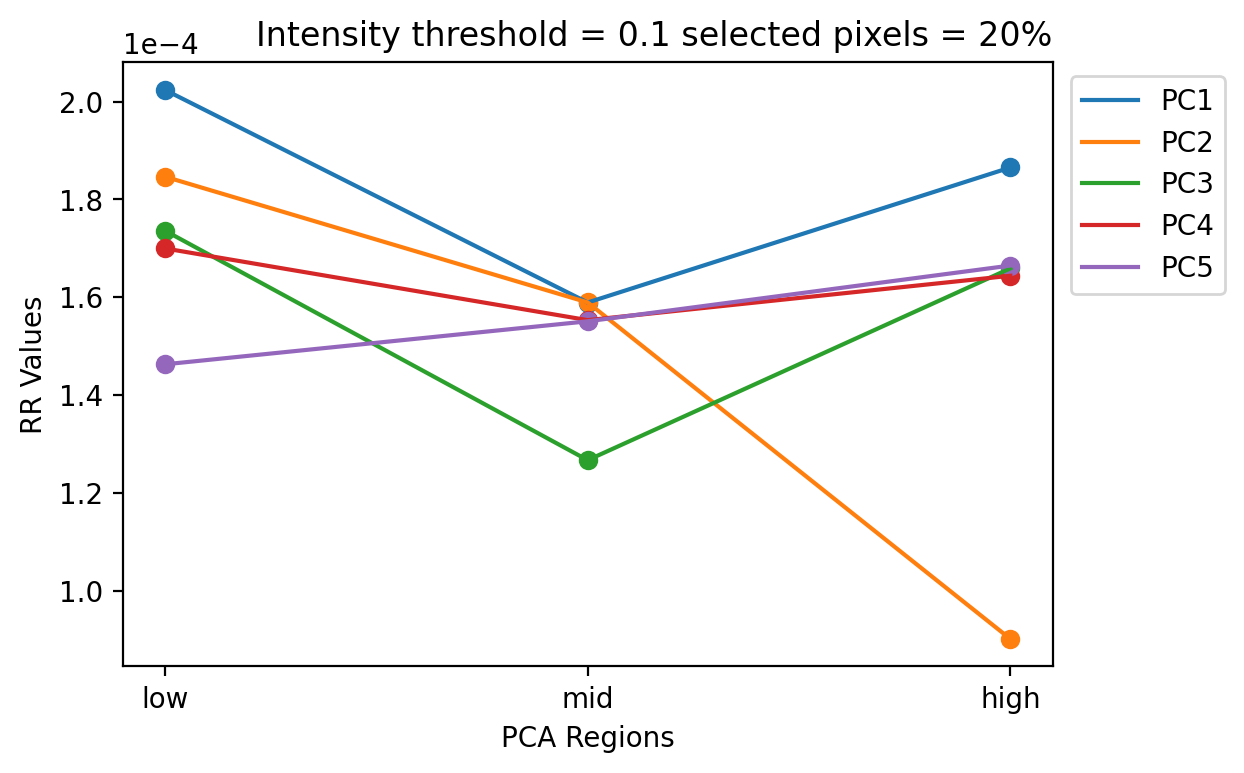 Intensity threshold = 0.1 selected pixels = 20%
1e−4
2.0
1.8
1.6
1.4
1.2
1.0
RR Values
low
mid
high
PCA Regions
PC1
PC2
PC3
PC4
PC5